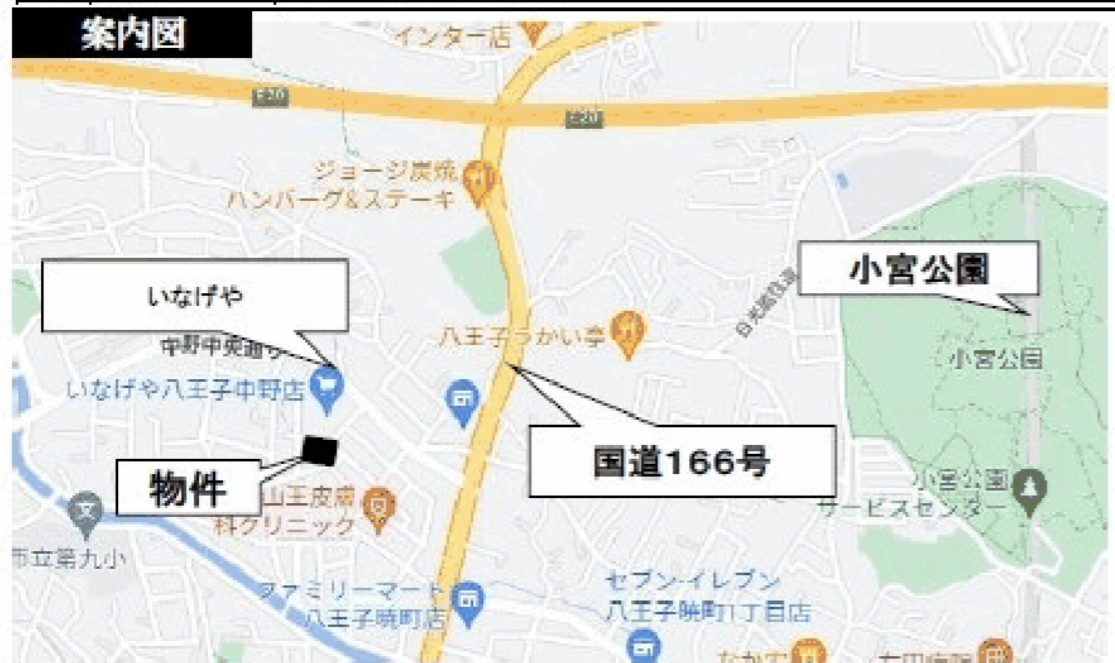 案内図
インター店
E20
E20
ジョージ炭焼
ハンバーグ&ステーキ
小宮公園
いなげや
八王子うかい亭
小宮公園
中野中央通り
いなげや八王子中野店
国道166号
物件
山王皮膚
科クリニック
小宮公園
サービスセンター
市立第九小
ファミリーマート
八王子暁町店
セブン-イレブン
八王子暁町1丁目店